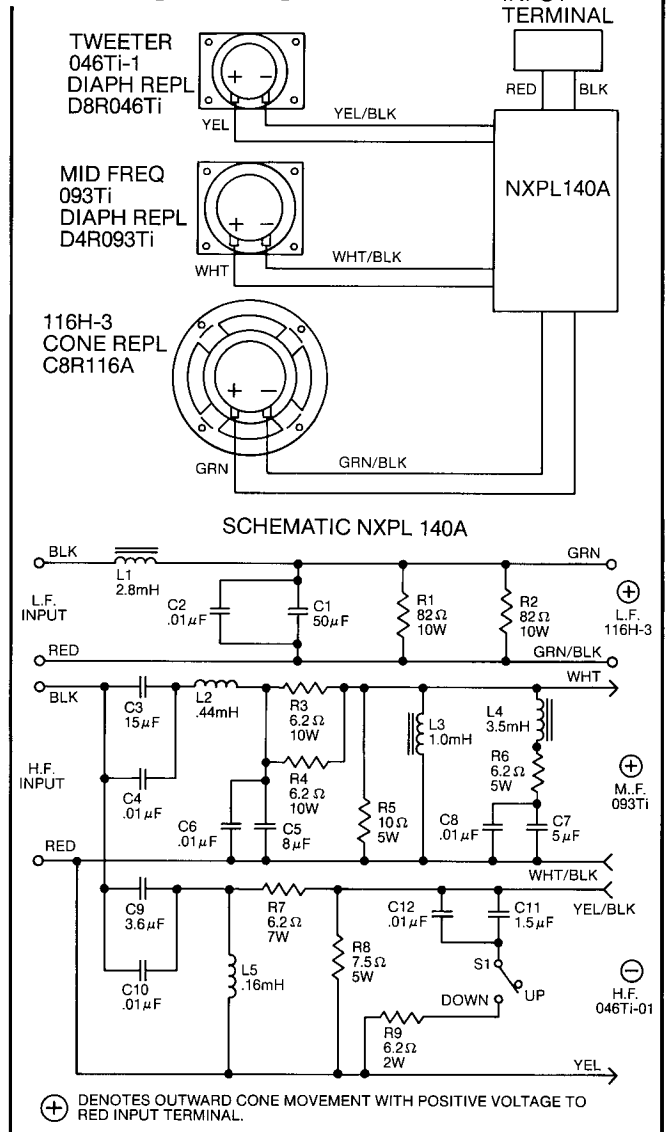 INPUT
TERMINAL
TWEETER
046Ti-1
DIAPH REPL
D8R046Ti
+ −
YEL
YEL/BLK
RED
BLK
NXPL140A
MID FREQ
093Ti
DIAPH REPL
D4R093Ti
+ −
WHT
WHT/BLK
116H-3
CONE REPL
C8R116A
+ −
GRN
GRN/BLK
SCHEMATIC NXPL 140A
BLK
GRN
L1
2.8mH
L.F.
INPUT
C2
.01µF
C1
50µF
R1
82Ω
10W
R2
82Ω
10W
+
L.F.
116H-3
RED
GRN/BLK
BLK
WHT
C3
15µF
L2
.44mH
R3
6.2Ω
10W
L3
1.0mH
L4
3.5mH
H.F.
INPUT
C4
.01µF
R4
6.2Ω
10W
R6
6.2Ω
5W
+
M..F.
093Ti
C6
.01µF
C5
8µF
R5
10Ω
5W
C8
.01µF
C7
5µF
RED
WHT/BLK
C9
3.6µF
R7
6.2Ω
7W
C12
.01µF
C11
1.5µF
YEL/BLK
C10
.01µF
L5
.16mH
R8
7.5Ω
5W
S1
UP
DOWN
−
H.F.
046Ti-01
R9
6.2Ω
2W
YEL
+ DENOTES OUTWARD CONE MOVEMENT WITH POSITIVE VOLTAGE TO
RED INPUT TERMINAL.